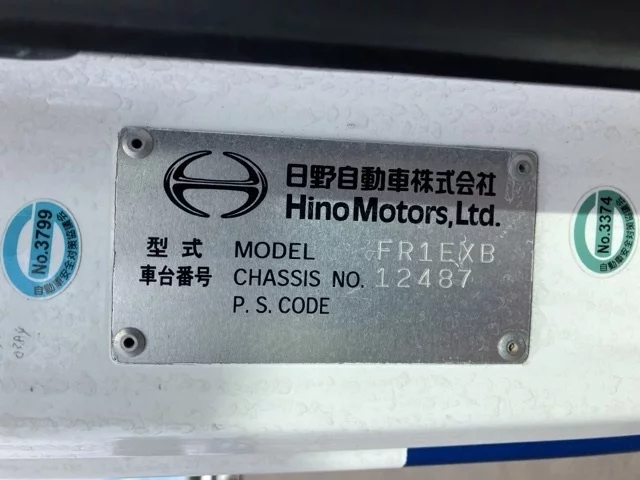 日野自動車株式会社
Hino Motors, Ltd.
型式 MODEL FR1EXB
車台番号 CHASSIS NO. 12487
P. S. CODE
No.3799
No.3374